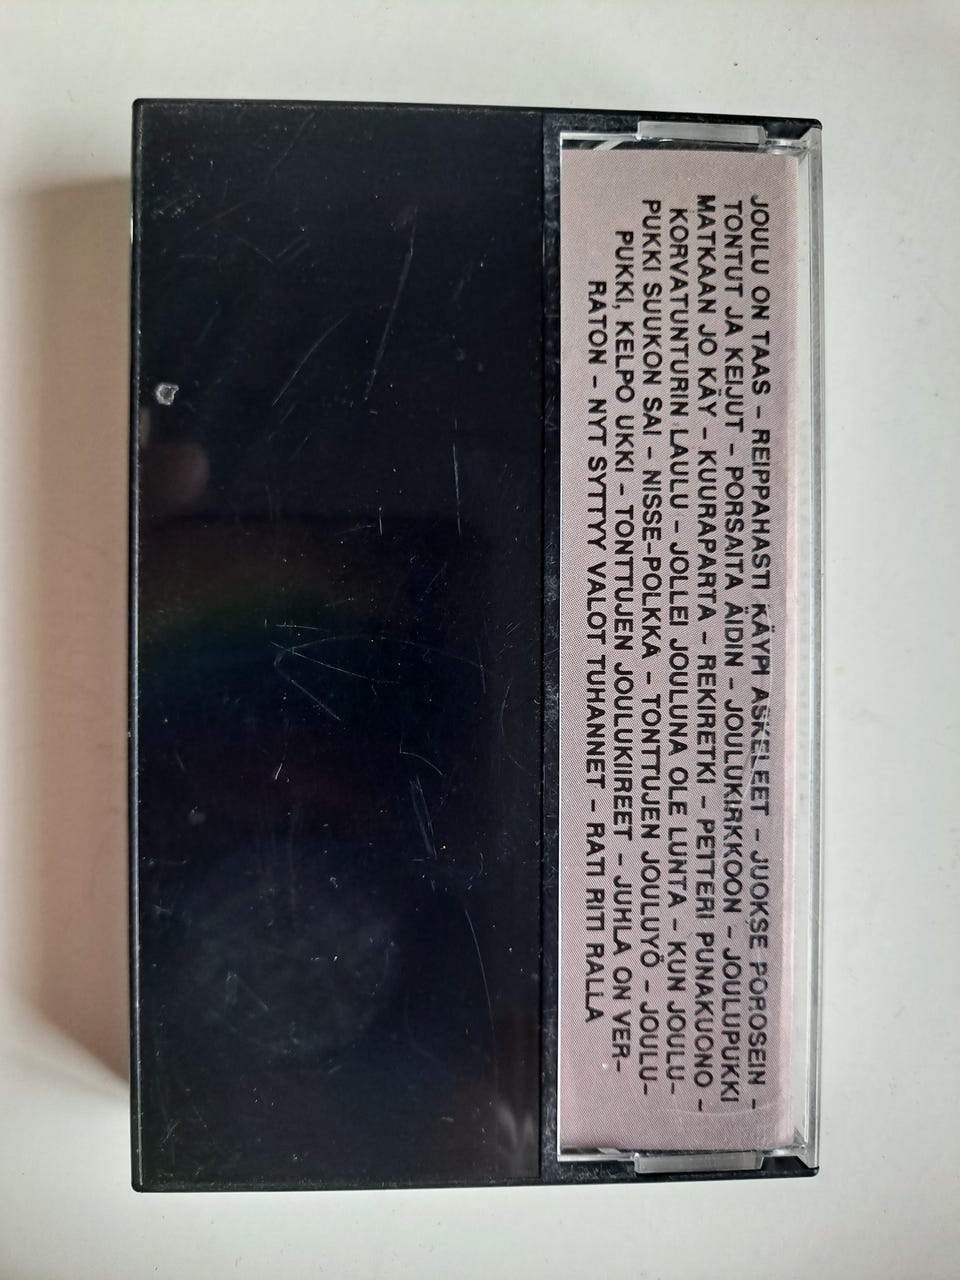 JOULU ON TAAS - REIPPAHASTI KÄYPI ASKELEET - JUOKSE POROSEIN -
TONTUT JA KEIJUT - PORSAITA ÄIDIN - JOULUKIRKKOON - JOULUPUKKI
MATKAAN JO KÄY - KUURAPARTA - REKIRETKI - PETTERI PUNAKUONO -
KORVATUNTURIN LAULU - JOLLEI JOULUNA OLE LUNTA - KUN JOULU-
PUKKI SUUKON SAI - NISSE-POLKKA - TONTTUJEN JOULUYÖ - JOULU-
PUKKI, KELPO UKKI - TONTTUJEN JOULUKIIREET - JUHLA ON VER-
RATON - NYT SYTTYY VALOT TUHANNET - RATI RITI RALLA